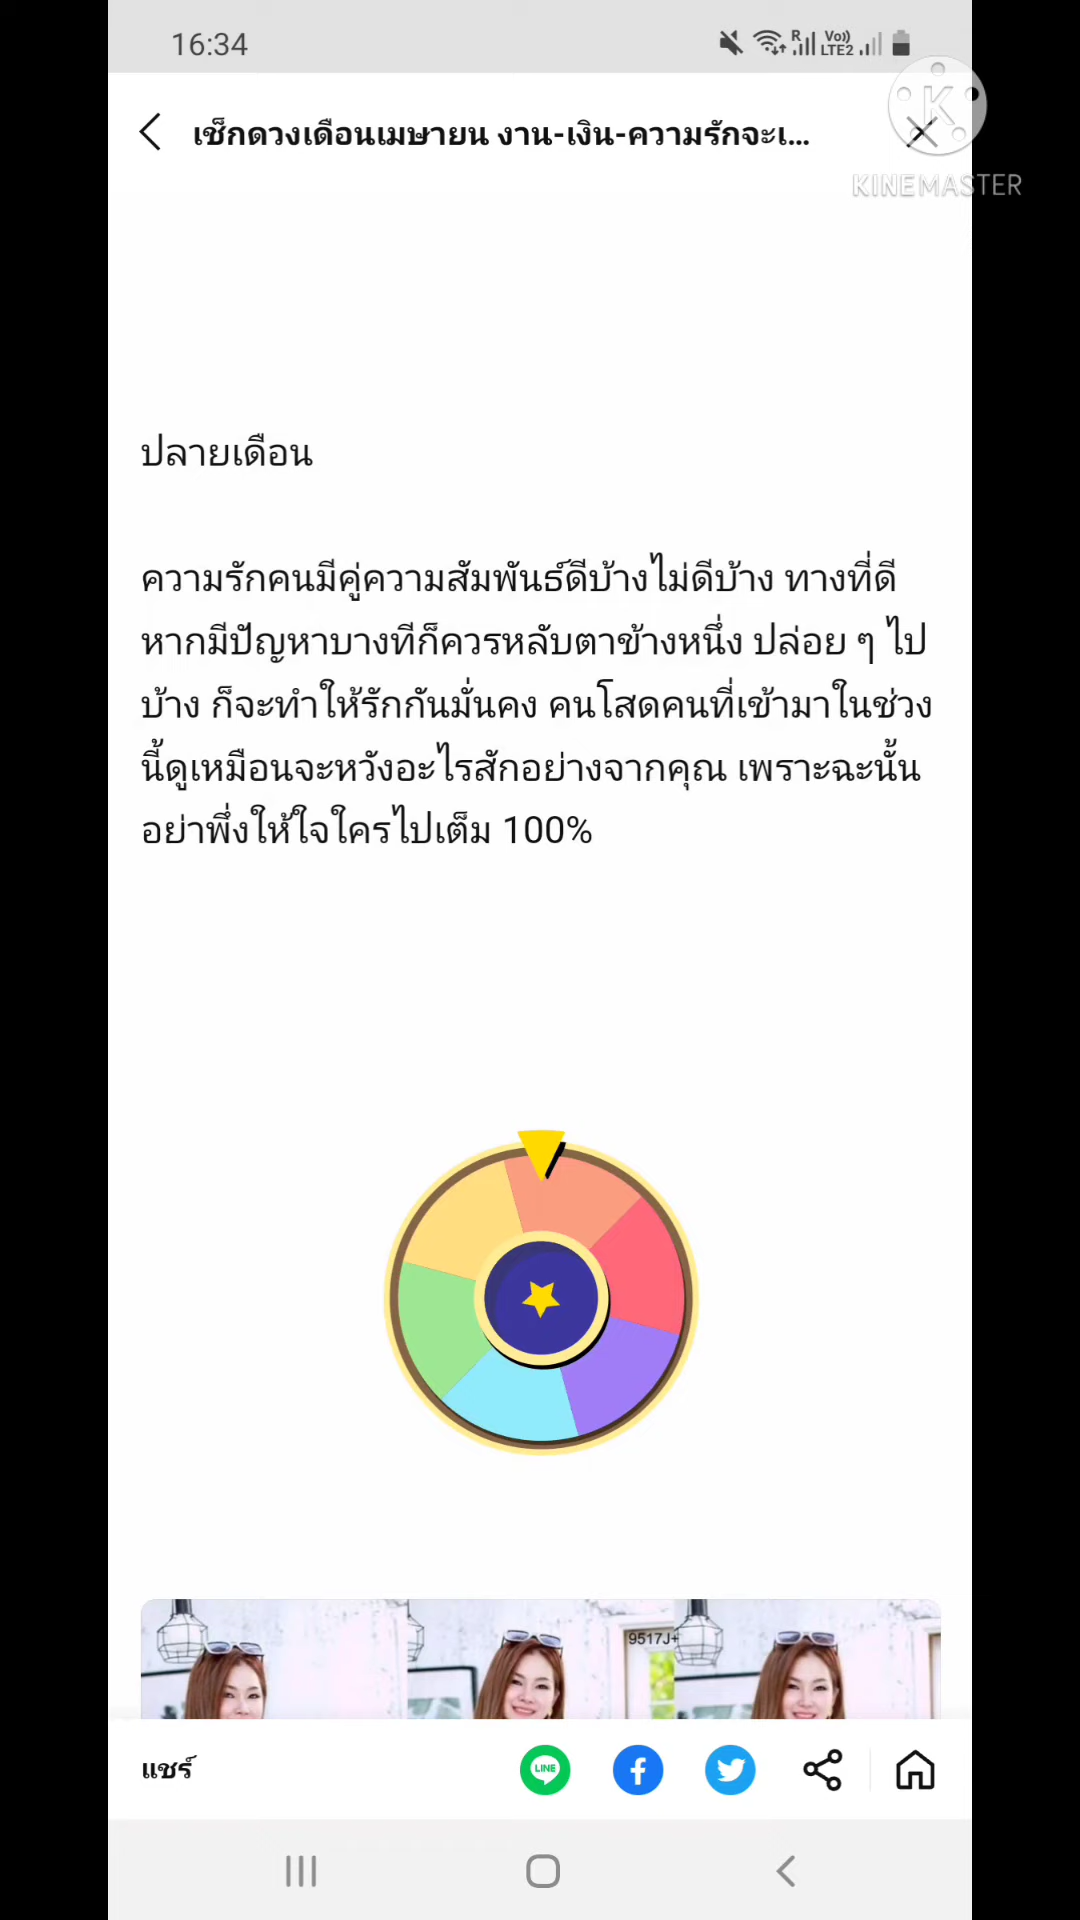 16:34
R
Vo))
LTE2
เช็กดวงเดือนเมษายน งาน-เงิน-ความรักจะเ...
K
KINEMASTER
ปลายเดือน
ความรักคนมีคู่ความสัมพันธ์ดีบ้างไม่ดีบ้าง ทางที่ดี
หากมีปัญหาบางทีก็ควรหลับตาข้างหนึ่ง ปล่อย ๆ ไป
บ้าง ก็จะทำให้รักกันมั่นคง คนโสดคนที่เข้ามาในช่วง
นี้ดูเหมือนจะหวังอะไรสักอย่างจากคุณ เพราะฉะนั้น
อย่าพึ่งให้ใจใครไปเต็ม 100%
9517J+
แชร์
LINE